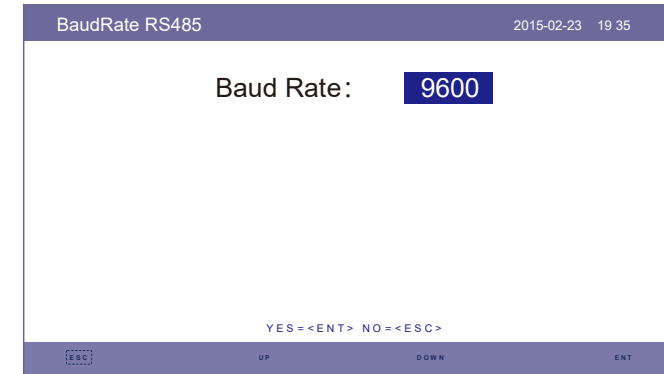 BaudRate RS485 2015-02-23 19 35
Baud Rate: 9600
YES=<ENT> NO=<ESC>
ESC UP DOWN ENT